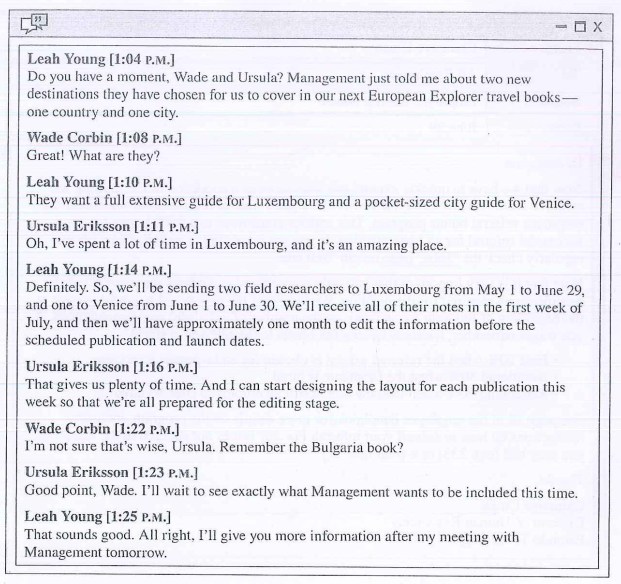 Leah Young [1:04 P.M.]
Do you have a moment, Wade and Ursula? Management just told me about two new
destinations they have chosen for us to cover in our next European Explorer travel books—
one country and one city.
Wade Corbin [1:08 P.M.]
Great! What are they?
Leah Young [1:10 P.M.]
They want a full extensive guide for Luxembourg and a pocket-sized city guide for Venice.
Ursula Eriksson [1:11 P.M.]
Oh, I've spent a lot of time in Luxembourg, and it's an amazing place.
Leah Young [1:14 P.M.]
Definitely. So, we'll be sending two field researchers to Luxembourg from May 1 to June 29,
and one to Venice from June 1 to June 30. We'll receive all of their notes in the first week of
July, and then we'll have approximately one month to edit the information before the
scheduled publication and launch dates.
Ursula Eriksson [1:16 P.M.]
That gives us plenty of time. And I can start designing the layout for each publication this
week so that we're all prepared for the editing stage.
Wade Corbin [1:22 P.M.]
I'm not sure that's wise, Ursula. Remember the Bulgaria book?
Ursula Eriksson [1:23 P.M.]
Good point, Wade. I'll wait to see exactly what Management wants to be included this time.
Leah Young [1:25 P.M.]
That sounds good. All right, I'll give you more information after my meeting with
Management tomorrow.